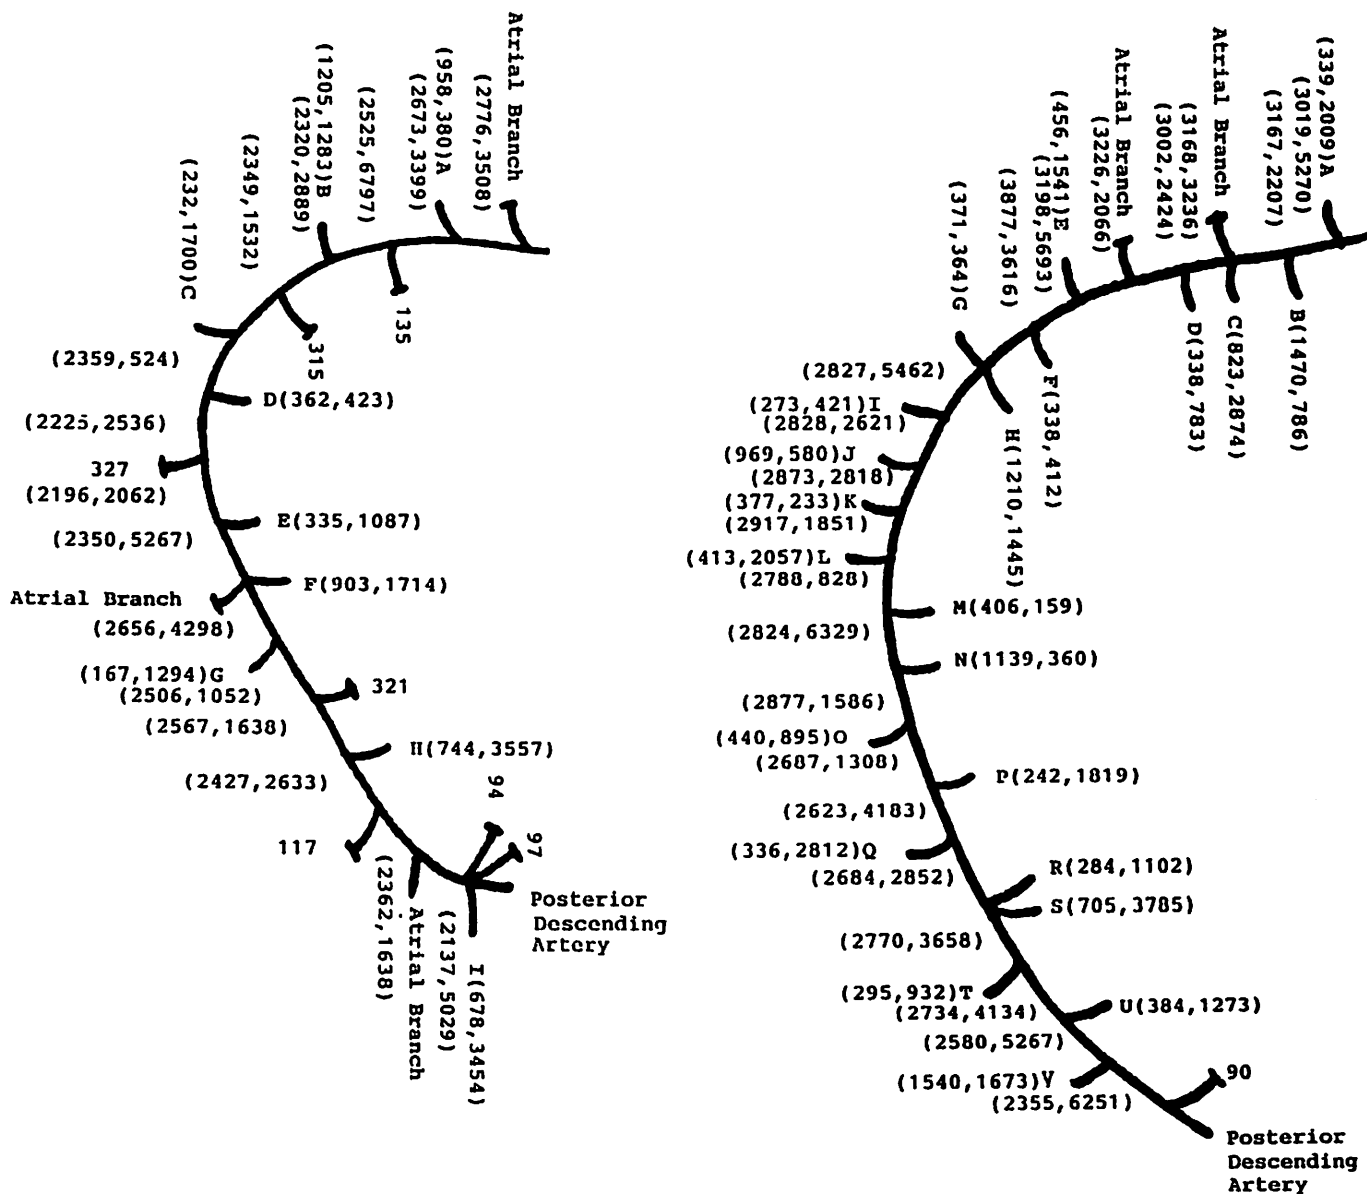 Atrial Branch
(2776,3508)
(958,380)A
(2673,3399)
(2525,6797)
(1205,1283)B
(2320,2889)
(2349,1532)
(232,1700)C
135
315
(2359,524)
D(362,423)
(2225,2536)
327
(2196,2062)
E(335,1087)
(2350,5267)
F(903,1714)
Atrial Branch
(2656,4298)
(167,1294)G
(2506,1052)
321
(2567,1638)
H(744,3557)
(2427,2633)
94
97
117
(2362,1638)
Atrial Branch
(2137,5029)
I(678,3454)
Posterior
Descending
Artery
(339,2009)A
(3019,5270)
(3167,2207)
B(1470,786)
Atrial Branch
C(823,2874)
(3168,3236)
(3002,2424)
D(338,783)
Atrial Branch
(3226,2066)
(456,1541)E
(3198,5693)
F(338,412)
(3877,3616)
(371,364)G
H(1210,1445)
(2827,5462)
(273,421)I
(2828,2621)
(969,580)J
(2873,2818)
(377,233)K
(2917,1851)
(413,2057)L
(2788,828)
M(406,159)
(2824,6329)
N(1139,360)
(2877,1586)
(440,895)O
(2687,1308)
P(242,1819)
(2623,4183)
(336,2812)Q
(2684,2852)
R(284,1102)
S(705,3785)
(2770,3658)
(295,932)T
(2734,4134)
U(384,1273)
(2580,5267)
(1540,1673)V
(2355,6251)
90
Posterior
Descending
Artery